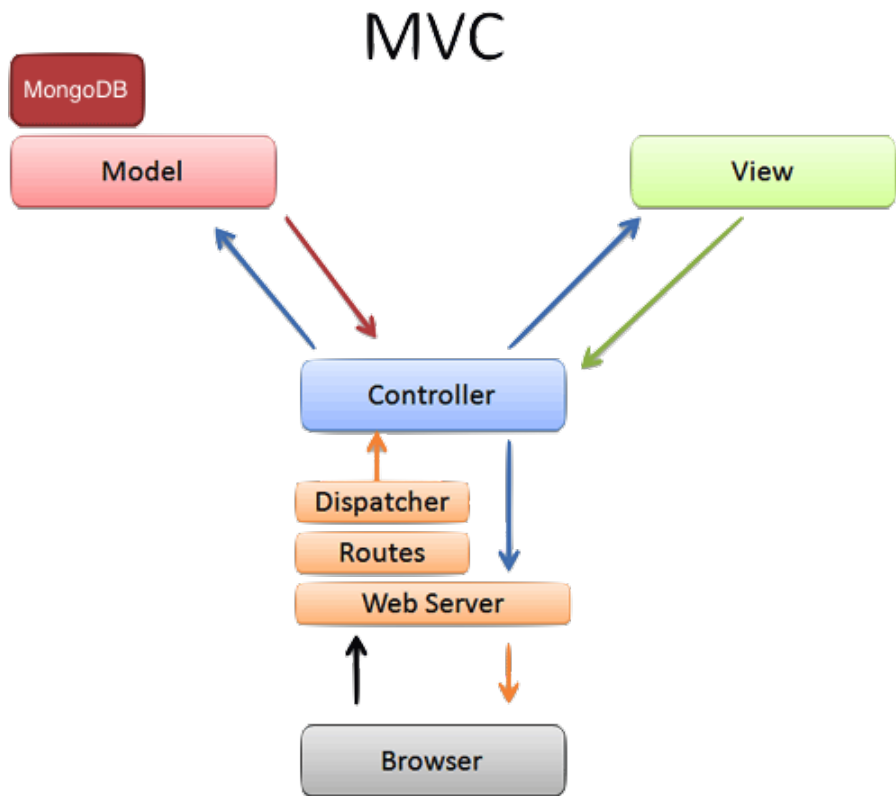 MVC
MongoDB
Model
View
Controller
Dispatcher
Routes
Web Server
Browser